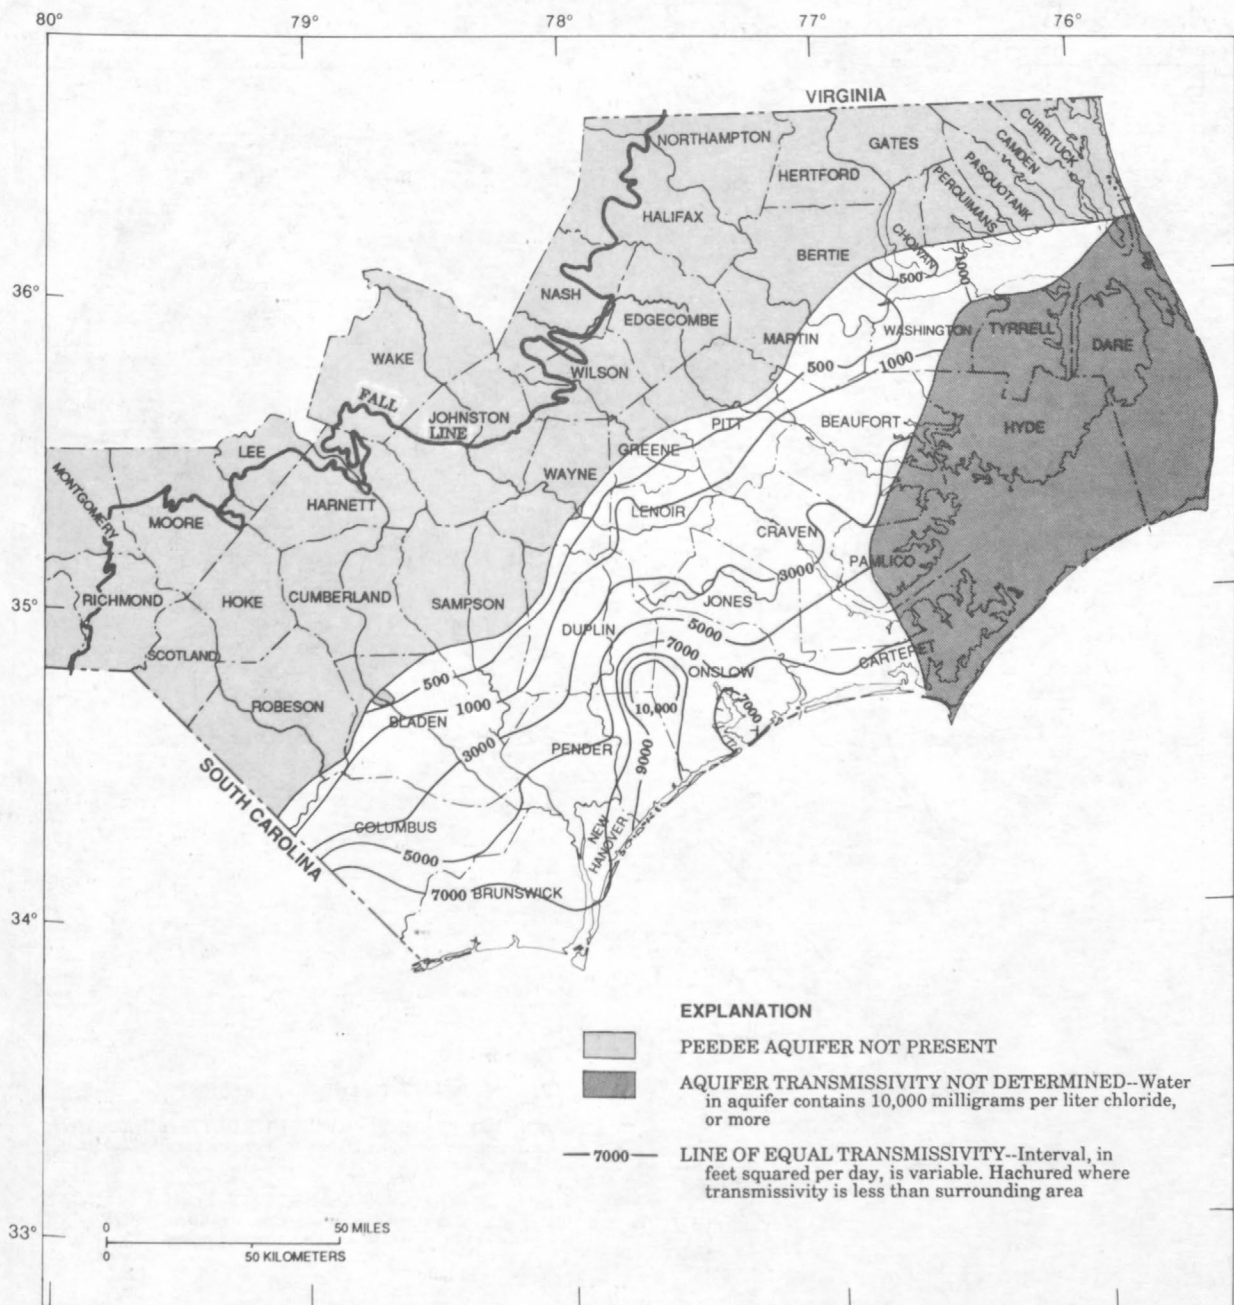 80°
79°
78°
77°
76°
VIRGINIA
NORTHAMPTON
GATES
CURRITUCK
CAMDEN
PASQUOTANK
PERQUIMANS
HERTFORD
HALIFAX
CHOWAN
BERTIE
1000
500
36°
NASH
EDGECOMBE
MARTIN
WASHINGTON
TYRRELL
DARE
WAKE
WILSON
500
1000
FALL
LINE
JOHNSTON
PITT
BEAUFORT
HYDE
LEE
GREENE
WAYNE
MONTGOMERY
MOORE
HARNETT
LENOIR
CRAVEN
PAMLICO
3000
35°
RICHMOND
HOKE
CUMBERLAND
SAMPSON
JONES
DUPLIN
5000
7000
SCOTLAND
CARTERET
ONSLOW
500
1000
10,000
7000
ROBESON
BLADEN
3000
PENDER
9000
SOUTH CAROLINA
COLUMBUS
NEW
HANOVER
5000
7000
BRUNSWICK
34°
EXPLANATION
PEEDEE AQUIFER NOT PRESENT
AQUIFER TRANSMISSIVITY NOT DETERMINED--Water
in aquifer contains 10,000 milligrams per liter chloride,
or more
7000
LINE OF EQUAL TRANSMISSIVITY--Interval, in
feet squared per day, is variable. Hachured where
transmissivity is less than surrounding area
33°
0
50 MILES
0
50 KILOMETERS